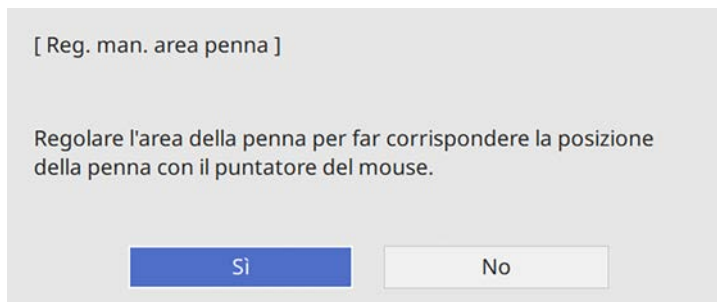 [ Reg. man. area penna ]
Regolare l'area della penna per far corrispondere la posizione
della penna con il puntatore del mouse.
Sì
No